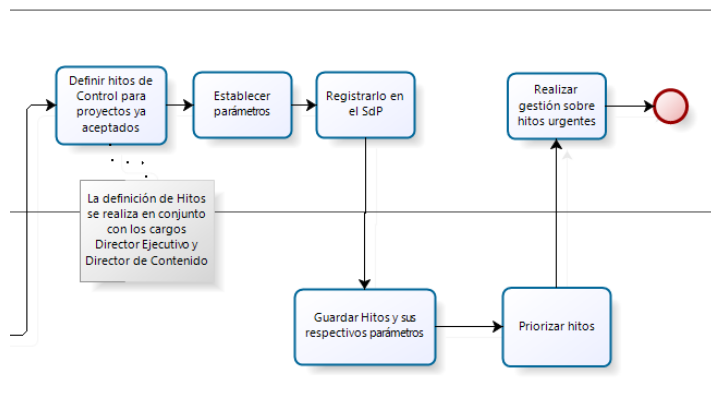 Definir hitos de
Control para
proyectos ya
aceptados
Establecer
parámetros
Registrarlo en
el SdP
Realizar
gestión sobre
hitos urgentes
La definición de Hitos
se realiza en conjunto
con los cargos
Director Ejecutivo y
Director de Contenido
Guardar Hitos y sus
respectivos parámetros
Priorizar hitos